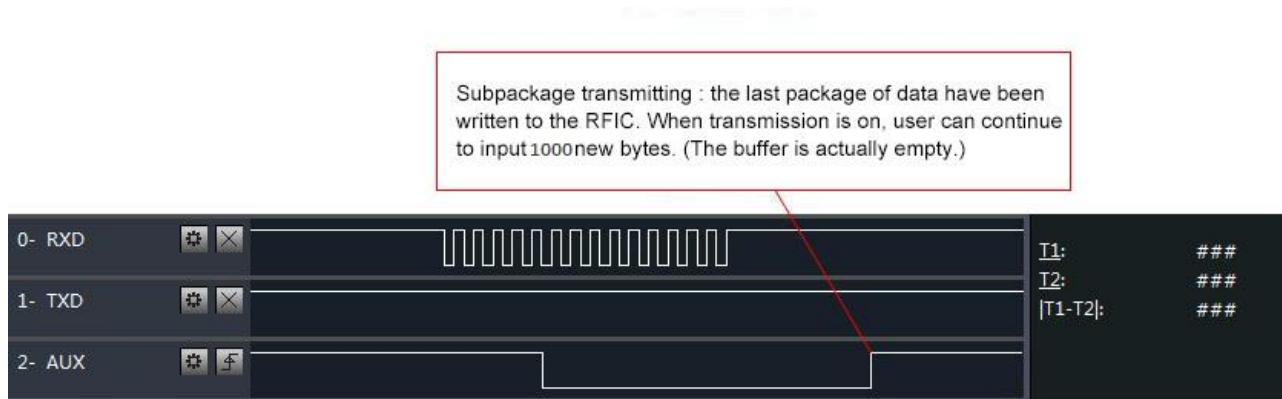 Subpackage transmitting : the last package of data have been
written to the RFIC. When transmission is on, user can continue
to input 1000 new bytes. (The buffer is actually empty.)
0- RXD
T1: ###
1- TXD
T2: ###
|T1-T2|: ###
2- AUX